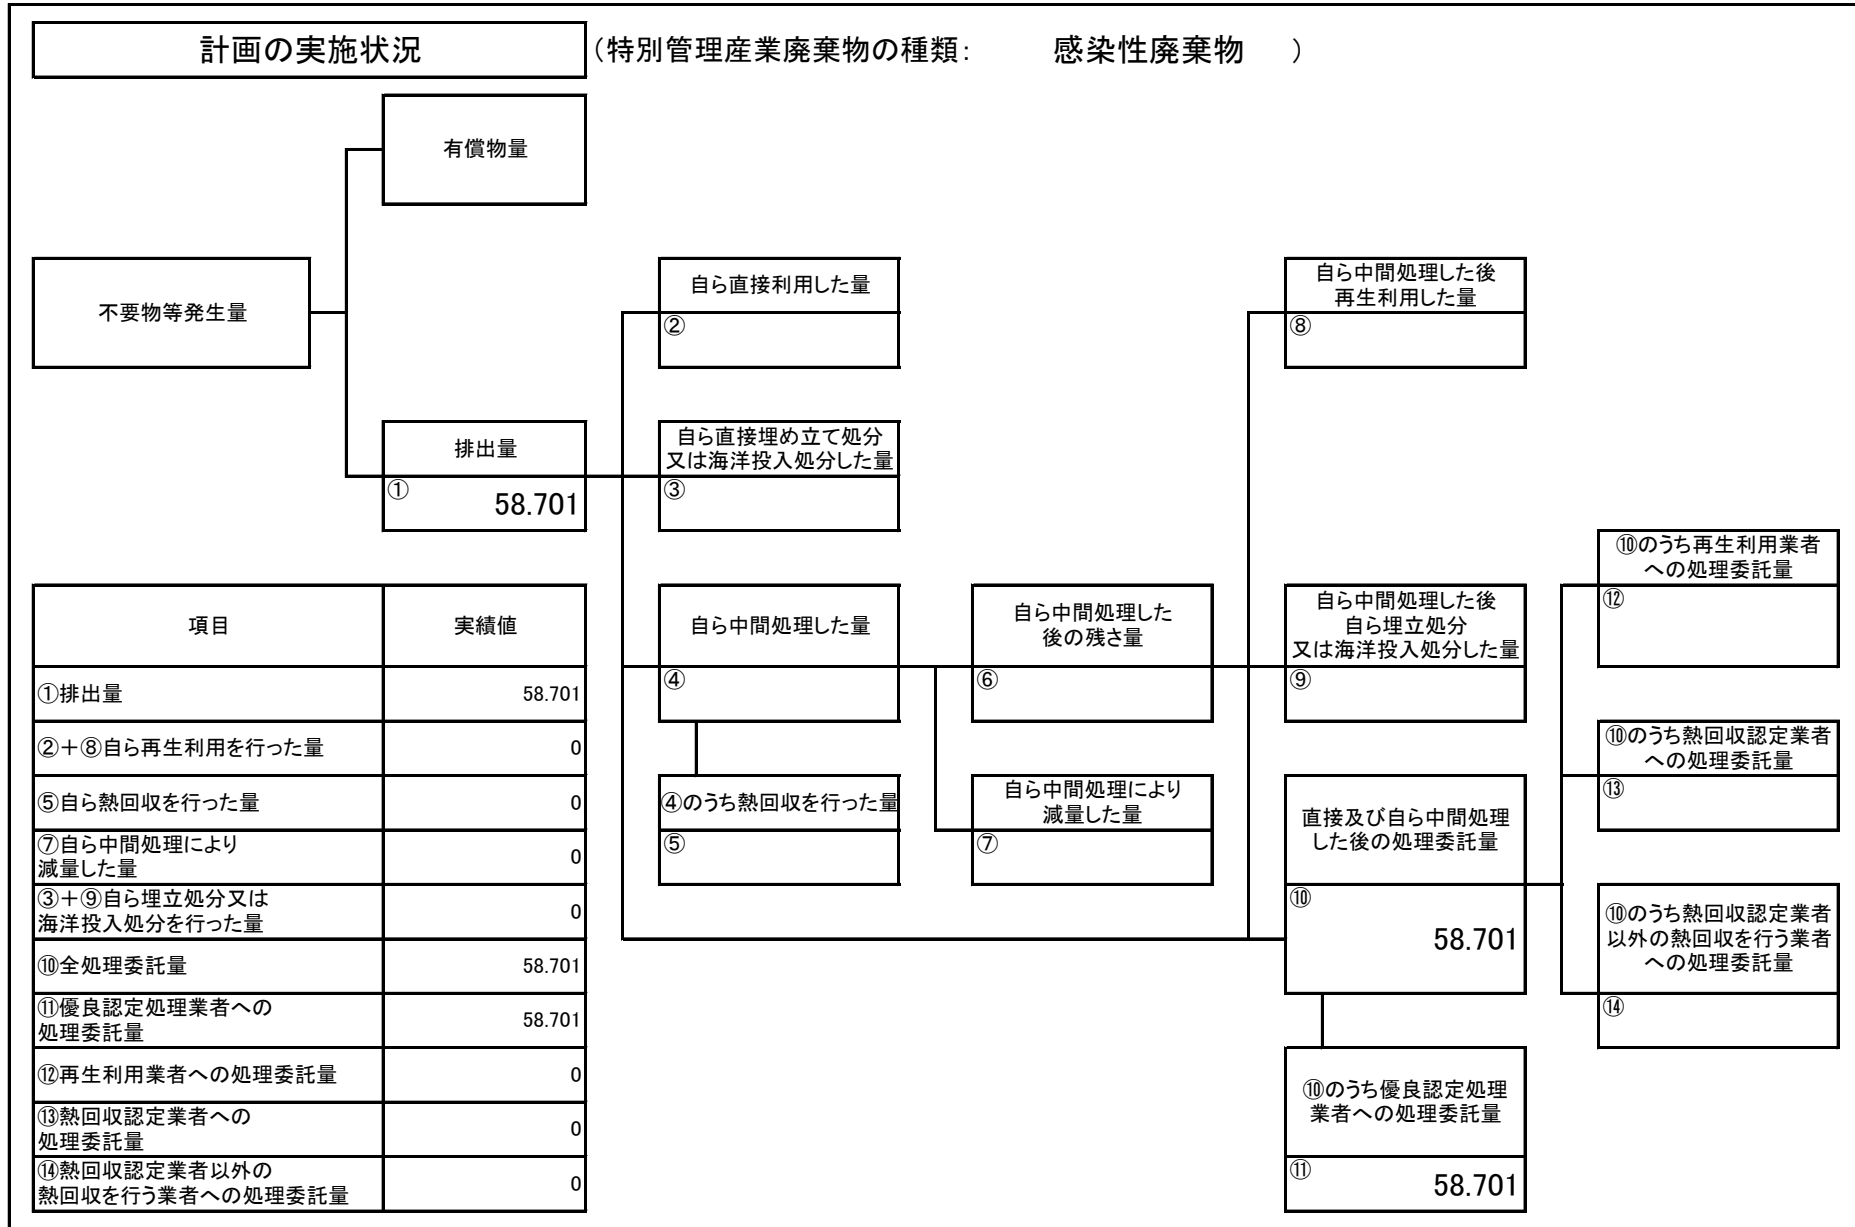 計画の実施状況
（特別管理産業廃棄物の種類： 感染性廃棄物 ）
有償物量
不要物等発生量
自ら直接利用した量
②
自ら中間処理した後
再生利用した量
⑧
排出量
① 58.701
自ら直接埋め立て処分
又は海洋投入処分した量
③
⑩のうち再生利用業者
への処理委託量
⑫
自ら中間処理した量
④
自ら中間処理した
後の残さ量
⑥
自ら中間処理した後
自ら埋立処分
又は海洋投入処分した量
⑨
⑩のうち熱回収認定業者
への処理委託量
⑬
④のうち熱回収を行った量
⑤
自ら中間処理により
減量した量
⑦
直接及び自ら中間処理
した後の処理委託量
⑩
58.701
⑩のうち熱回収認定業者
以外の熱回収を行う業者
への処理委託量
⑭
⑩のうち優良認定処理
業者への処理委託量
⑪
58.701
項目 実績値
①排出量 58.701
②＋⑧自ら再生利用を行った量 0
⑤自ら熱回収を行った量 0
⑦自ら中間処理により
減量した量 0
③＋⑨自ら埋立処分又は
海洋投入処分を行った量 0
⑩全処理委託量 58.701
⑪優良認定処理業者への
処理委託量 58.701
⑫再生利用業者への処理委託量 0
⑬熱回収認定業者への
処理委託量 0
⑭熱回収認定業者以外の
熱回収を行う業者への処理委託量 0